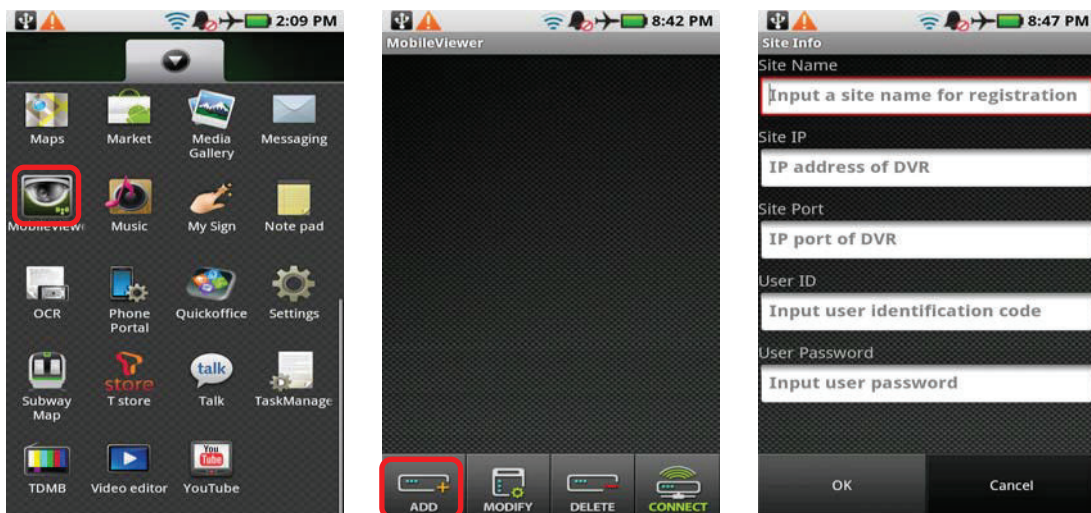 2:09 PM
Maps
Market
Media
Gallery
Messaging
MobileViewe
Music
My Sign
Note pad
OCR
Phone
Portal
Quickoffice
Settings
Subway
Map
T
store
T store
talk
Talk
TaskManage
TDMB
Video editor
You
Tube
YouTube
8:42 PM
MobileViewer
ADD
MODIFY
DELETE
CONNECT
8:47 PM
Site Info
Site Name
Input a site name for registration
Site IP
IP address of DVR
Site Port
IP port of DVR
User ID
Input user identification code
User Password
Input user password
OK
Cancel